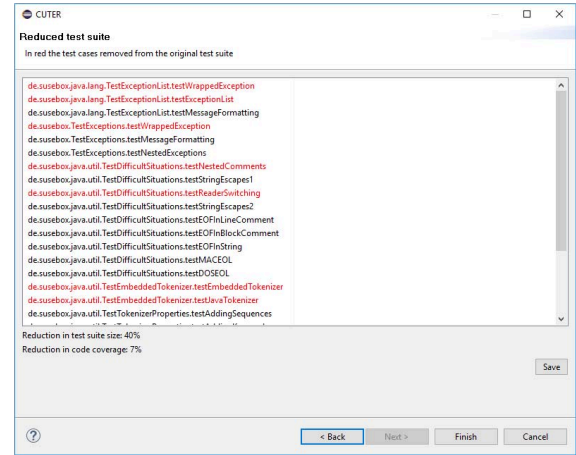 CUTER
Reduced test suite
In red the test cases removed from the original test suite
de.susebox.java.lang.TestExceptionList.testWrappedException
de.susebox.java.lang.TestExceptionList.testExceptionList
de.susebox.java.lang.TestExceptionList.testMessageFormatting
de.susebox.TestExceptions.testWrappedException
de.susebox.TestExceptions.testMessageFormatting
de.susebox.TestExceptions.testNestedExceptions
de.susebox.java.util.TestDifficultSituations.testNestedComments
de.susebox.java.util.TestDifficultSituations.testStringEscapes1
de.susebox.java.util.TestDifficultSituations.testReaderSwitching
de.susebox.java.util.TestDifficultSituations.testStringEscapes2
de.susebox.java.util.TestDifficultSituations.testEOFInLineComment
de.susebox.java.util.TestDifficultSituations.testEOFInBlockComment
de.susebox.java.util.TestDifficultSituations.testEOFInString
de.susebox.java.util.TestDifficultSituations.testMACEOL
de.susebox.java.util.TestDifficultSituations.testDOSEOL
de.susebox.java.util.TestEmbeddedTokenizer.testEmbeddedTokenizer
de.susebox.java.util.TestEmbeddedTokenizer.testJavaTokenizer
de.susebox.java.util.TestTokenizerProperties.testAddingSequences
Reduction in test suite size: 40%
Reduction in code coverage: 7%
Save
? < Back Next > Finish Cancel